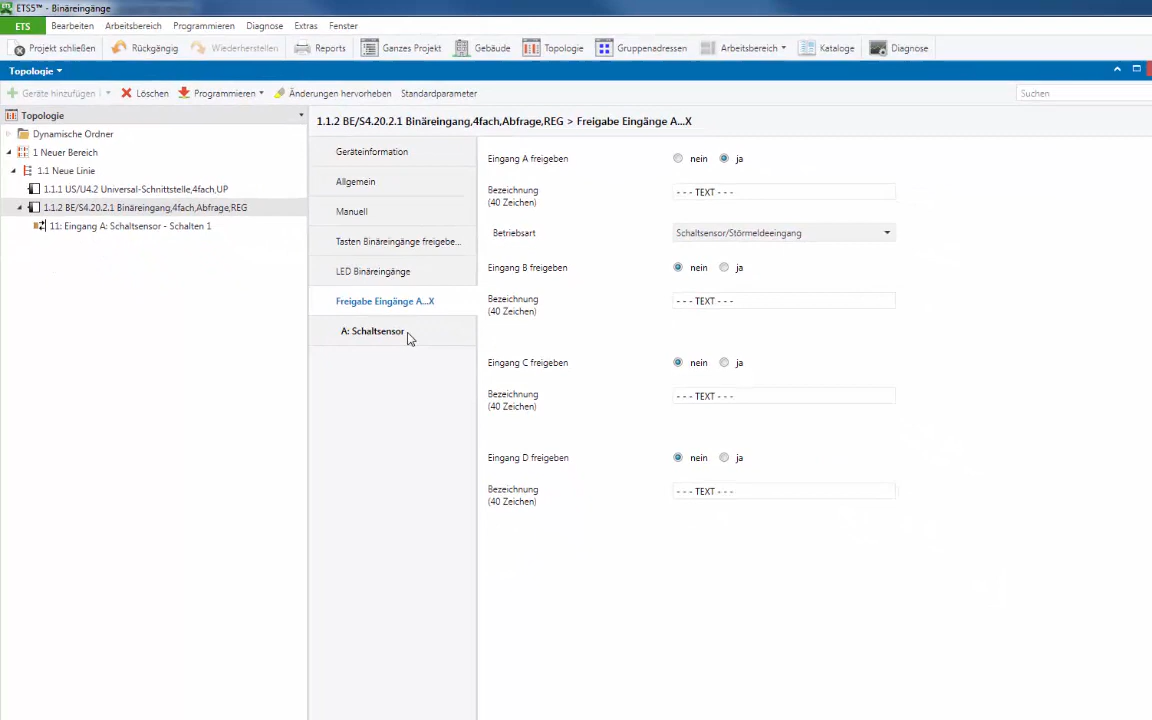 ETS5™ - Binäreingänge
ETS Bearbeiten Arbeitsbereich Programmieren Diagnose Extras Fenster
Projekt schließen Rückgängig Wiederherstellen Reports Ganzes Projekt Gebäude Topologie Gruppenadressen Arbeitsbereich Kataloge Diagnose
Topologie
Geräte hinzufügen Löschen Programmieren Änderungen hervorheben Standardparameter Suchen
Topologie
Dynamische Ordner
1 Neuer Bereich
1.1 Neue Linie
1.1.1 US/U4.2 Universal-Schnittstelle,4fach,UP
1.1.2 BE/S4.20.2.1 Binäreingang,4fach,Abfrage,REG
11: Eingang A: Schaltsensor - Schalten 1
1.1.2 BE/S4.20.2.1 Binäreingang,4fach,Abfrage,REG > Freigabe Eingänge A...X
Geräteinformation
Allgemein
Manuell
Tasten Binäreingänge freigebe...
LED Binäreingänge
Freigabe Eingänge A...X
A: Schaltsensor
Eingang A freigeben nein ja
Bezeichnung
(40 Zeichen)
- - - TEXT - - -
Betriebsart Schaltsensor/Störmeldeeingang
Eingang B freigeben nein ja
Bezeichnung
(40 Zeichen)
- - - TEXT - - -
Eingang C freigeben nein ja
Bezeichnung
(40 Zeichen)
- - - TEXT - - -
Eingang D freigeben nein ja
Bezeichnung
(40 Zeichen)
- - - TEXT - - -